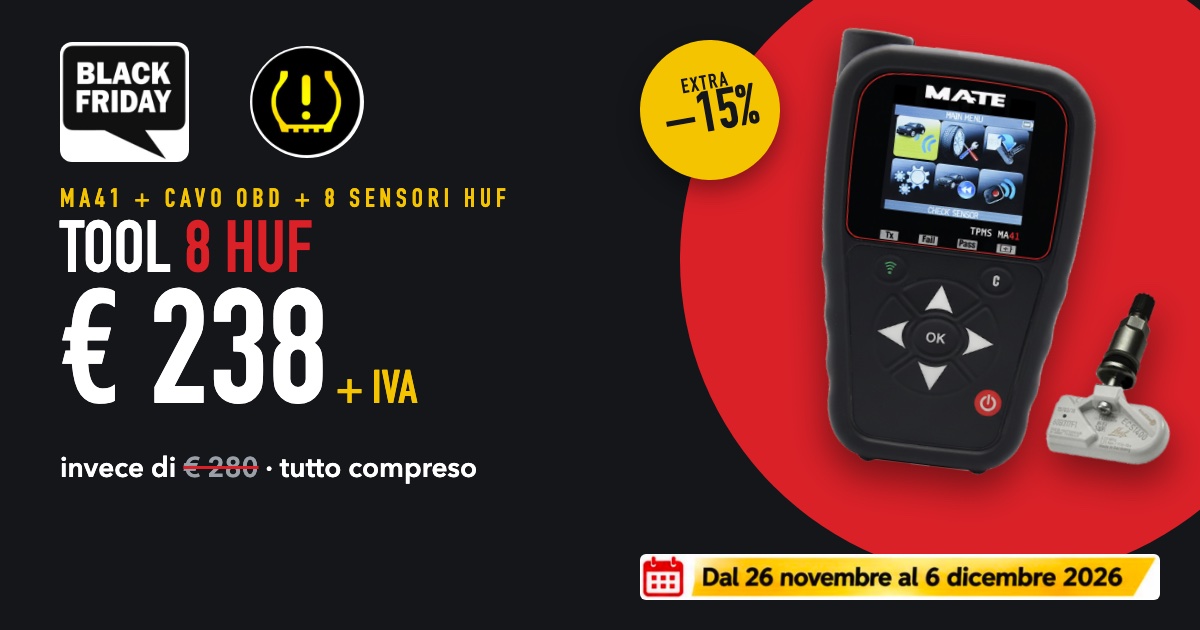 BLACK
FRIDAY
EXTRA
–15%
MA41 + CAVO OBD + 8 SENSORI HUF
TOOL 8 HUF
€ 238 + IVA
invece di € 280 · tutto compreso
MATE
MAIN MENU
CHECK SENSOR
TPMS MA41
Tx
Fail
Pass
C
OK
Dal 26 novembre al 6 dicembre 2026